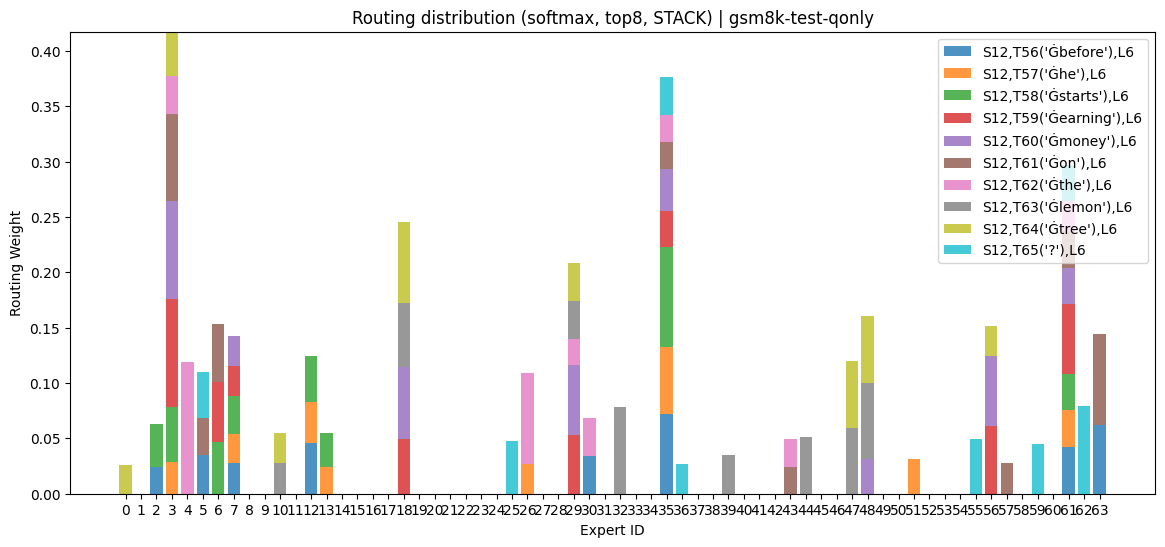 Routing distribution (softmax, top8, STACK) | gsm8k-test-qonly
0.40
0.35
0.30
0.25
0.20
0.15
0.10
0.05
0.00
Routing Weight
S12,T56('Ġbefore'),L6
S12,T57('Ġhe'),L6
S12,T58('Ġstarts'),L6
S12,T59('Ġearning'),L6
S12,T60('Ġmoney'),L6
S12,T61('Ġon'),L6
S12,T62('Ġthe'),L6
S12,T63('Ġlemon'),L6
S12,T64('Ġtree'),L6
S12,T65('?'),L6
0 1 2 3 4 5 6 7 8 9 10 11 12 13 14 15 16 17 18 19 20 21 22 23 24 25 26 27 28 29 30 31 32 33 34 35 36 37 38 39 40 41 42 43 44 45 46 47 48 49 50 51 52 53 54 55 56 57 58 59 60 61 62 63
Expert ID